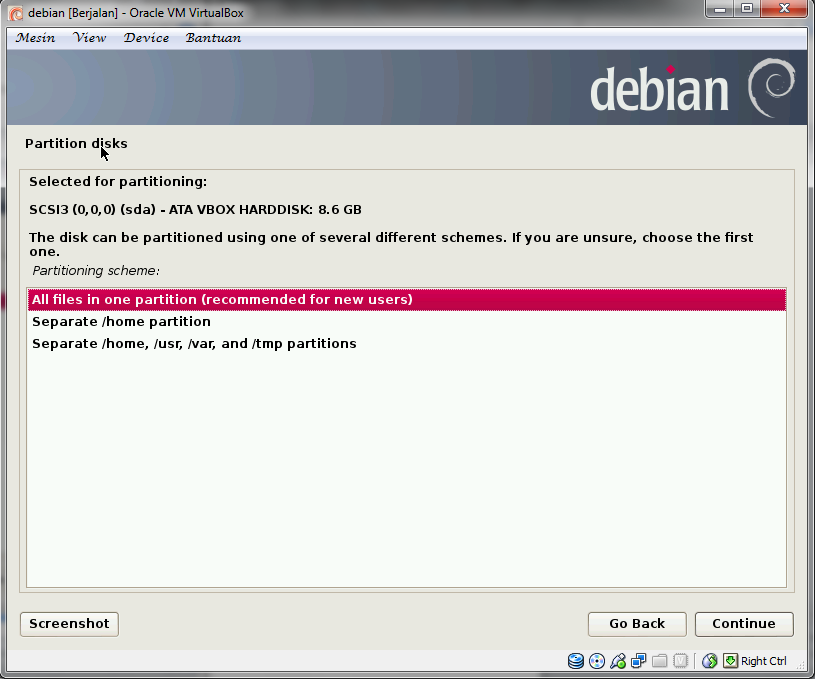 debian [Berjalan] - Oracle VM VirtualBox
Mesin View Device Bantuan
debian
Partition disks
Selected for partitioning:
SCSI3 (0,0,0) (sda) - ATA VBOX HARDDISK: 8.6 GB
The disk can be partitioned using one of several different schemes. If you are unsure, choose the first
one.
Partitioning scheme:
All files in one partition (recommended for new users)
Separate /home partition
Separate /home, /usr, /var, and /tmp partitions
Screenshot Go Back Continue
Right Ctrl